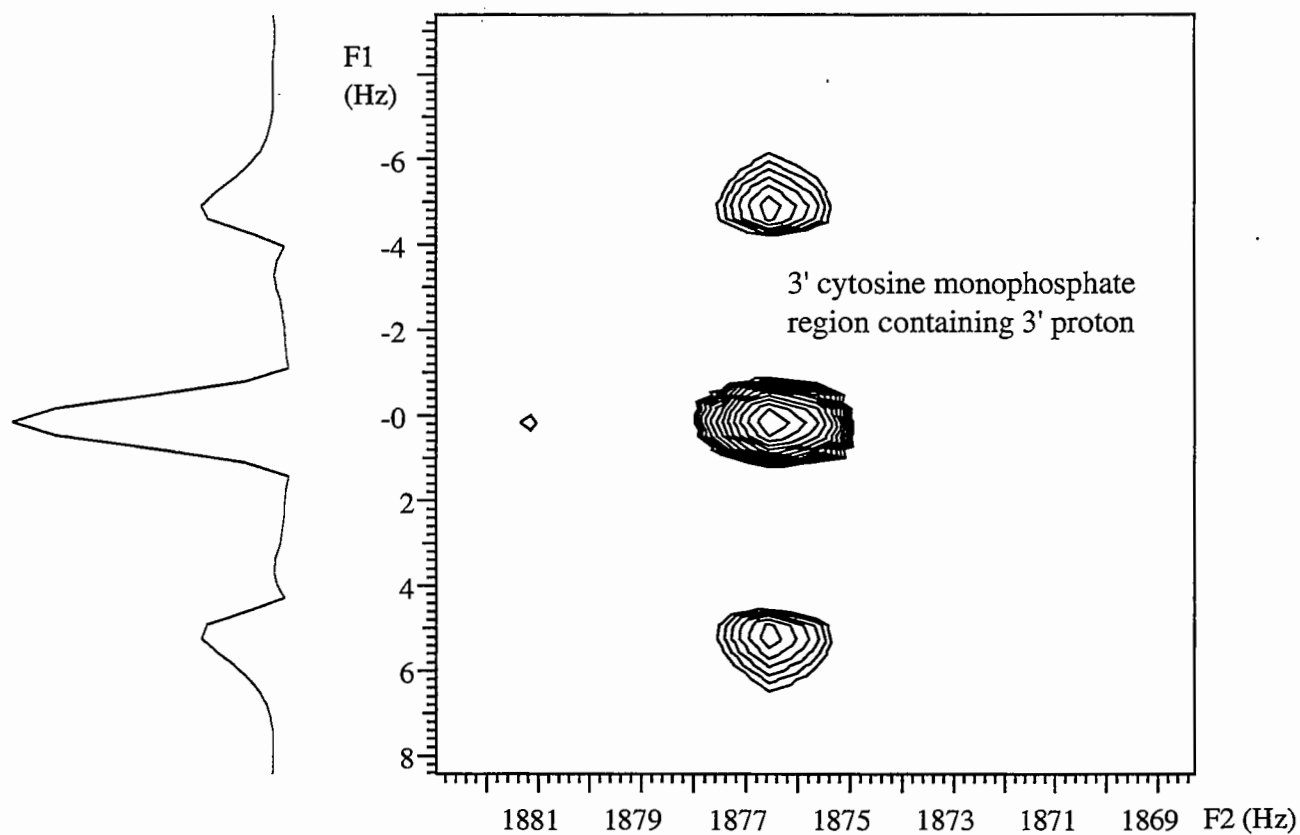 F1
(Hz)
-6
-4
-2
-0
2
4
6
8
3' cytosine monophosphate
region containing 3' proton
1881 1879 1877 1875 1873 1871 1869 F2 (Hz)